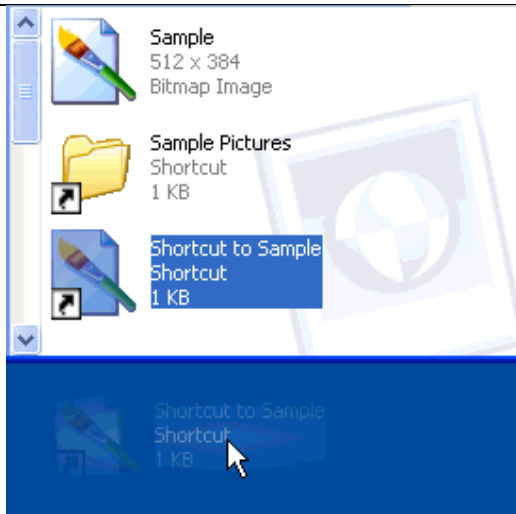 Sample
512 x 384
Bitmap Image
Sample Pictures
Shortcut
1 KB
Shortcut to Sample
Shortcut
1 KB
Shortcut to Sample
Shortcut
1 KB